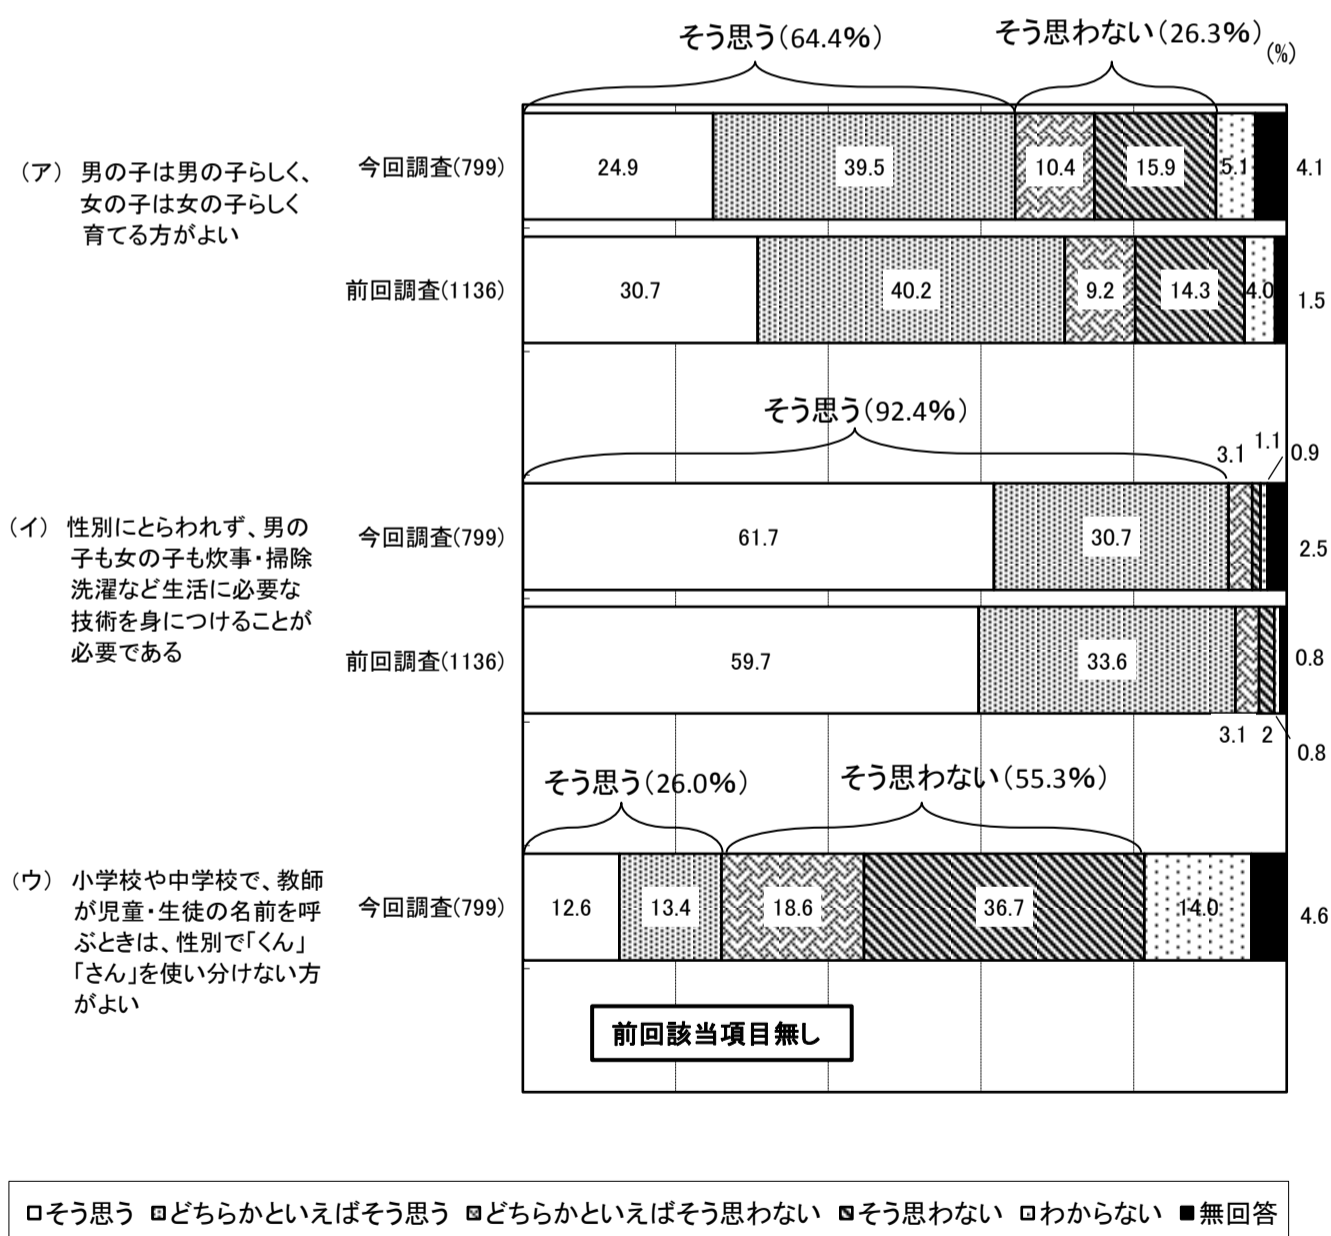 そう思う(64.4%)
そう思わない(26.3%)
(%)
(ア) 男の子は男の子らしく、
女の子は女の子らしく
育てる方がよい
今回調査(799)
24.9
39.5
10.4
15.9
5.1
4.1
前回調査(1136)
30.7
40.2
9.2
14.3
4.0
1.5
そう思う(92.4%)
(イ) 性別にとらわれず、男の
子も女の子も炊事・掃除
洗濯など生活に必要な
技術を身につけることが
必要である
今回調査(799)
61.7
30.7
3.1
1.1
0.9
2.5
前回調査(1136)
59.7
33.6
3.1
2
0.8
0.8
そう思う(26.0%)
そう思わない(55.3%)
(ウ) 小学校や中学校で、教師
が児童・生徒の名前を呼
ぶときは、性別で「くん」
「さん」を使い分けない方
がよい
今回調査(799)
12.6
13.4
18.6
36.7
14.0
4.6
前回該当項目無し
そう思う どちらかといえばそう思う どちらかといえばそう思わない そう思わない わからない 無回答